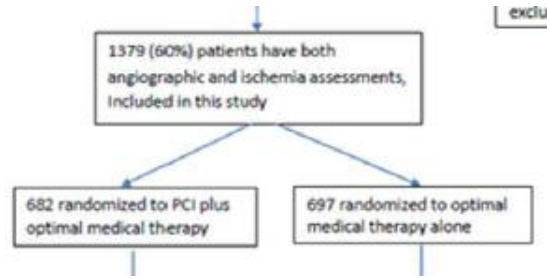 exclu
1379 (60%) patients have both
angiographic and ischemia assessments,
Included in this study
682 randomized to PCI plus
optimal medical therapy
697 randomized to optimal
medical therapy alone